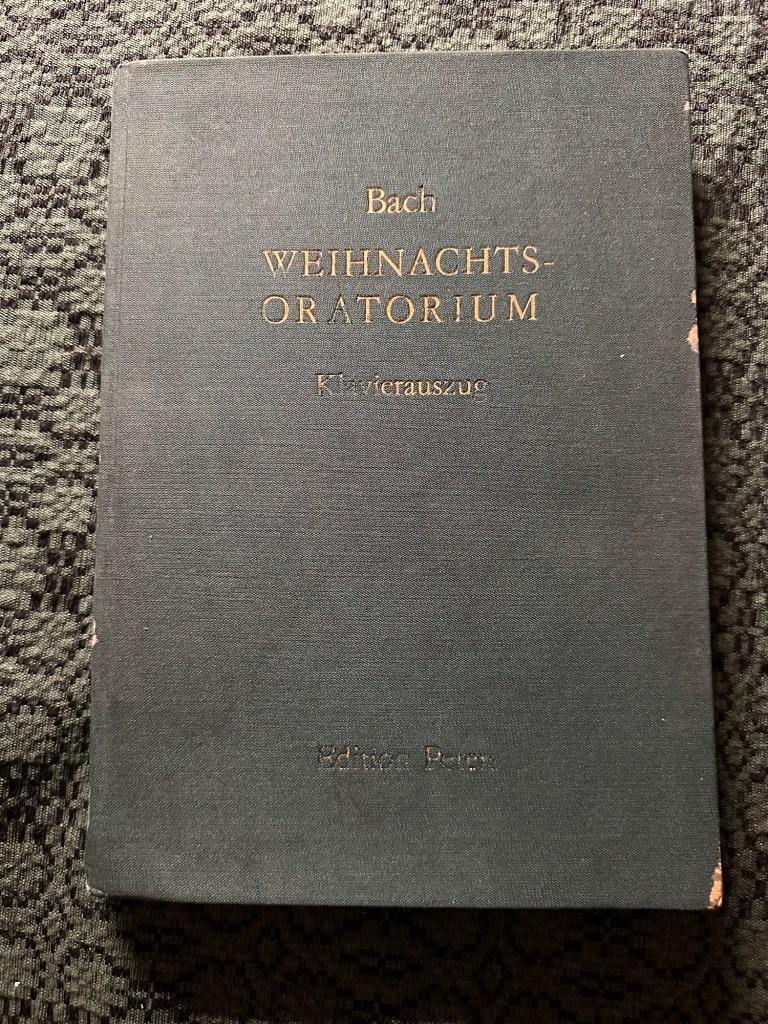 Bach
WEIHNACHTS-
ORATORIUM
Klavierauszug
Edition Peters